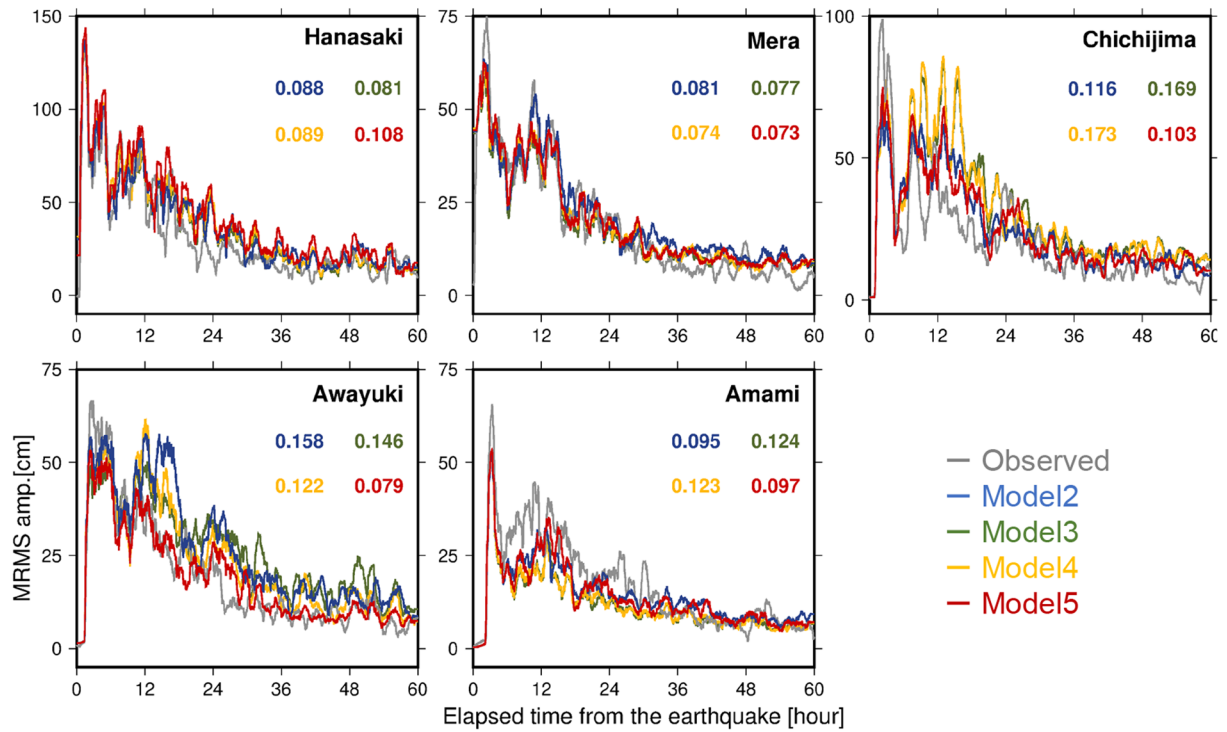 150
100
50
0
0 12 24 36 48 60
Hanasaki
0.088 0.081
0.089 0.108
75
50
25
0
0 12 24 36 48 60
Mera
0.081 0.077
0.074 0.073
100
50
0
0 12 24 36 48 60
Chichijima
0.116 0.169
0.173 0.103
MRMS amp.[cm]
75
50
25
0
0 12 24 36 48 60
Awayuki
0.158 0.146
0.122 0.079
75
50
25
0
0 12 24 36 48 60
Amami
0.095 0.124
0.123 0.097
Elapsed time from the earthquake [hour]
Observed
Model2
Model3
Model4
Model5